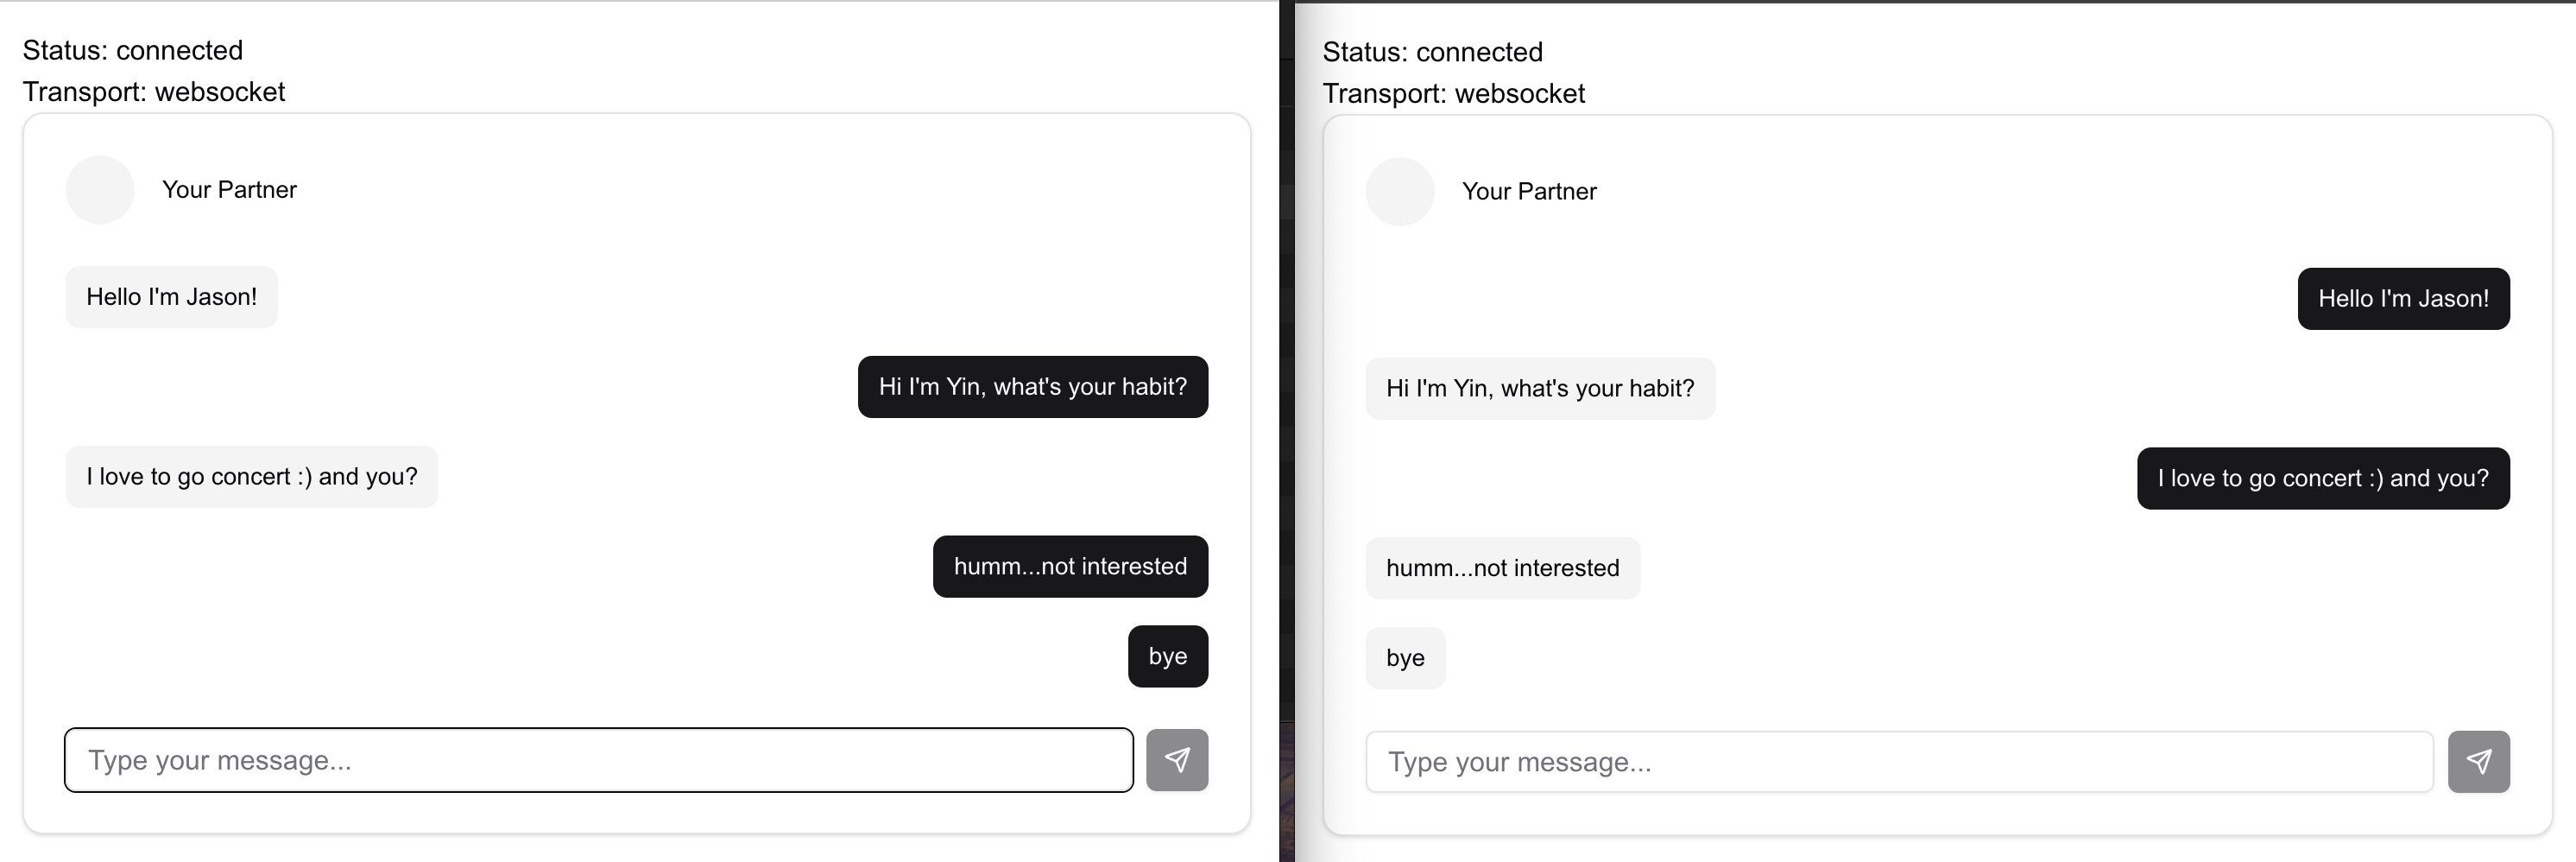 Status: connected
Transport: websocket
Your Partner
Hello I'm Jason!
Hi I'm Yin, what's your habit?
I love to go concert :) and you?
humm...not interested
bye
Type your message...
Status: connected
Transport: websocket
Your Partner
Hello I'm Jason!
Hi I'm Yin, what's your habit?
I love to go concert :) and you?
humm...not interested
bye
Type your message...